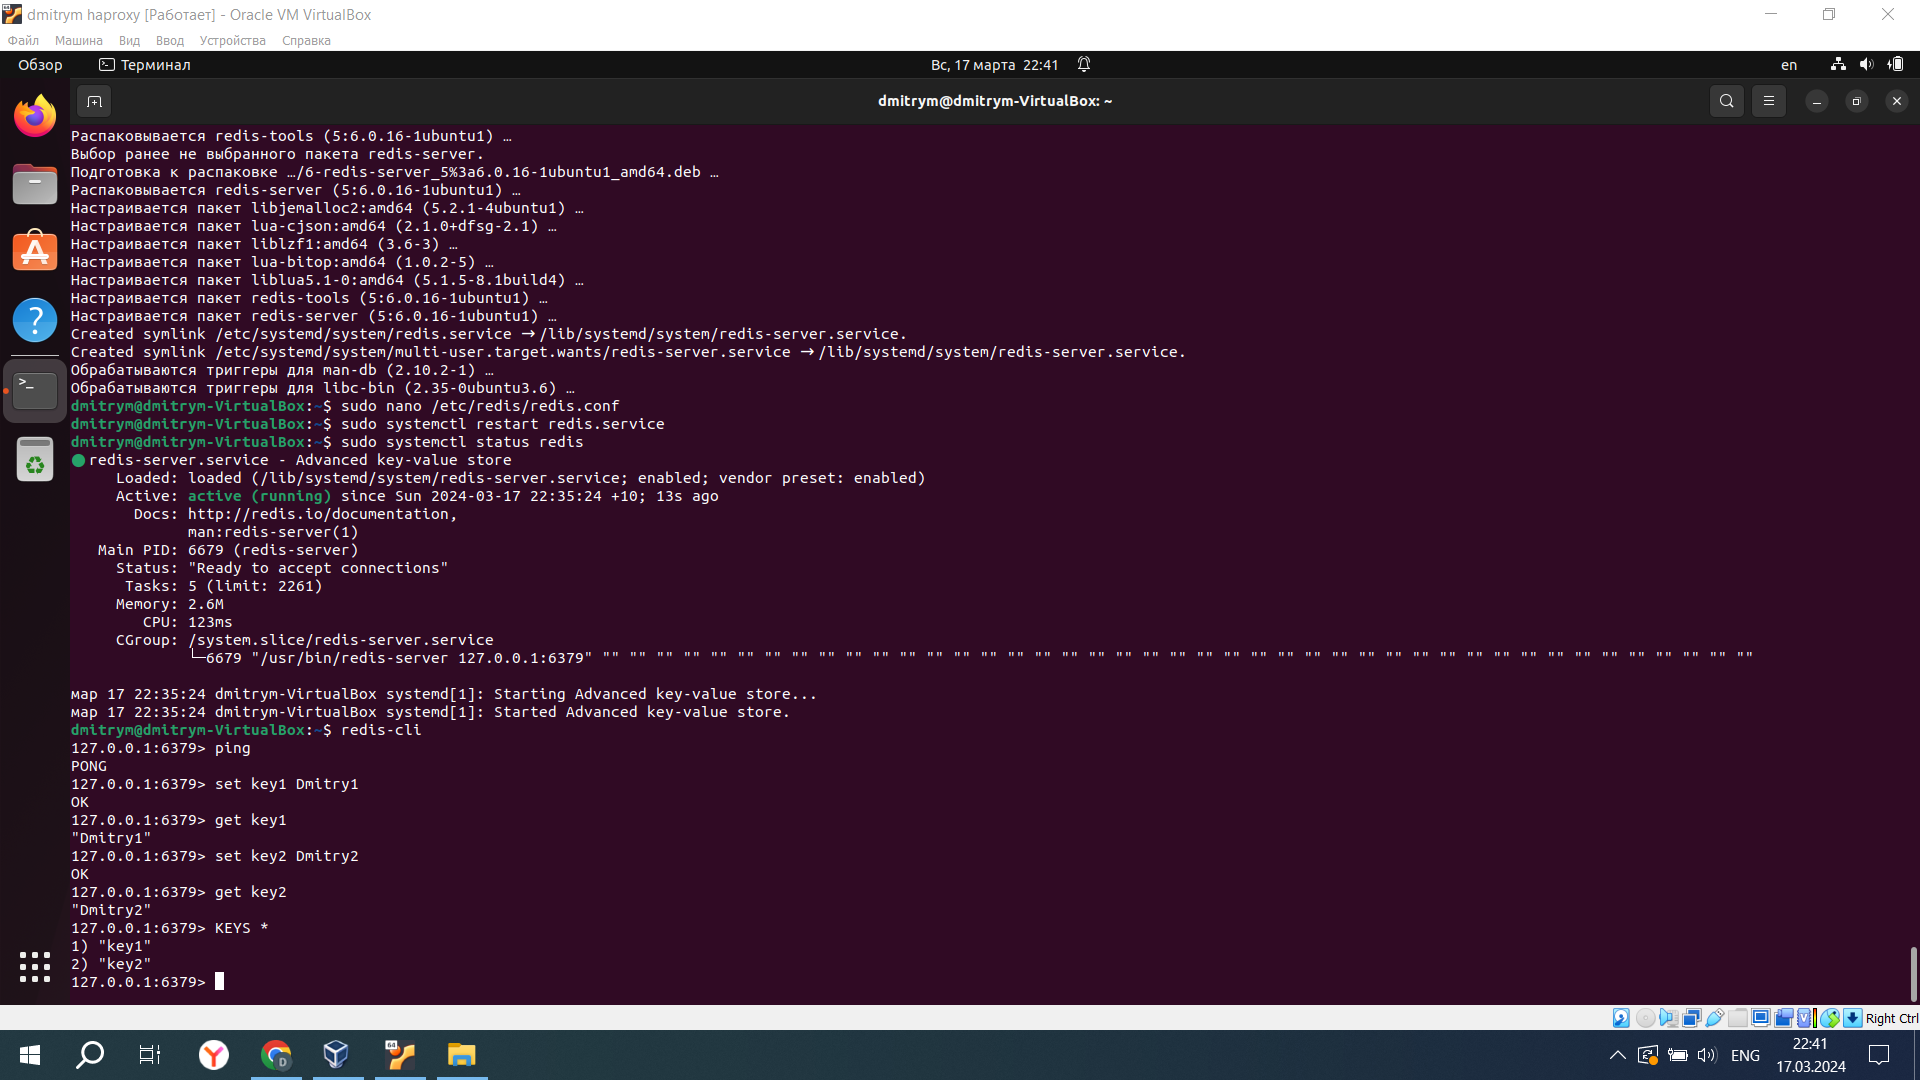 dmitrym haproxy [Работает] - Oracle VM VirtualBox
Файл Машина Вид Ввод Устройства Справка
Обзор Терминал Вс, 17 марта 22:41 en
dmitrym@dmitrym-VirtualBox: ~
Распаковывается redis-tools (5:6.0.16-1ubuntu1) …
Выбор ранее не выбранного пакета redis-server.
Подготовка к распаковке …/6-redis-server_5%3a6.0.16-1ubuntu1_amd64.deb …
Распаковывается redis-server (5:6.0.16-1ubuntu1) …
Настраивается пакет libjemalloc2:amd64 (5.2.1-4ubuntu1) …
Настраивается пакет lua-cjson:amd64 (2.1.0+dfsg-2.1) …
Настраивается пакет liblzf1:amd64 (3.6-3) …
Настраивается пакет lua-bitop:amd64 (1.0.2-5) …
Настраивается пакет liblua5.1-0:amd64 (5.1.5-8.1build4) …
Настраивается пакет redis-tools (5:6.0.16-1ubuntu1) …
Настраивается пакет redis-server (5:6.0.16-1ubuntu1) …
Created symlink /etc/systemd/system/redis.service → /lib/systemd/system/redis-server.service.
Created symlink /etc/systemd/system/multi-user.target.wants/redis-server.service → /lib/systemd/system/redis-server.service.
Обрабатываются триггеры для man-db (2.10.2-1) …
Обрабатываются триггеры для libc-bin (2.35-0ubuntu3.6) …
dmitrym@dmitrym-VirtualBox:~$ sudo nano /etc/redis/redis.conf
dmitrym@dmitrym-VirtualBox:~$ sudo systemctl restart redis.service
dmitrym@dmitrym-VirtualBox:~$ sudo systemctl status redis
● redis-server.service - Advanced key-value store
Loaded: loaded (/lib/systemd/system/redis-server.service; enabled; vendor preset: enabled)
Active: active (running) since Sun 2024-03-17 22:35:24 +10; 13s ago
Docs: http://redis.io/documentation,
man:redis-server(1)
Main PID: 6679 (redis-server)
Status: "Ready to accept connections"
Tasks: 5 (limit: 2261)
Memory: 2.6M
CPU: 123ms
CGroup: /system.slice/redis-server.service
└─6679 "/usr/bin/redis-server 127.0.0.1:6379" "" "" "" "" "" "" "" "" "" "" "" "" "" "" "" "" "" "" "" "" "" "" "" "" "" "" "" "" "" "" "" "" "" "" "" "" "" "" "" "" "" "" ""
мар 17 22:35:24 dmitrym-VirtualBox systemd[1]: Starting Advanced key-value store...
мар 17 22:35:24 dmitrym-VirtualBox systemd[1]: Started Advanced key-value store.
dmitrym@dmitrym-VirtualBox:~$ redis-cli
127.0.0.1:6379> ping
PONG
127.0.0.1:6379> set key1 Dmitry1
OK
127.0.0.1:6379> get key1
"Dmitry1"
127.0.0.1:6379> set key2 Dmitry2
OK
127.0.0.1:6379> get key2
"Dmitry2"
127.0.0.1:6379> KEYS *
1) "key1"
2) "key2"
127.0.0.1:6379>
Right Ctrl
ENG 22:41
17.03.2024